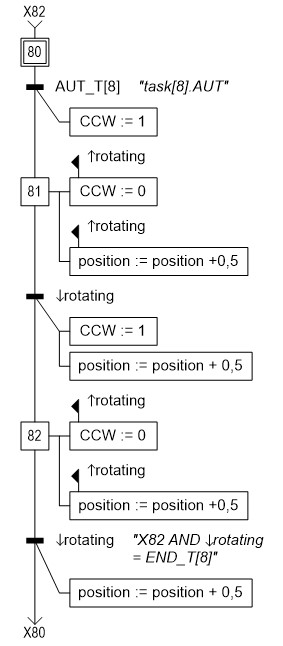 X82
80
AUT_T[8] "task[8].AUT"
CCW := 1
↑rotating
81
CCW := 0
↑rotating
position := position +0,5
↓rotating
CCW := 1
position := position + 0,5
↑rotating
82
CCW := 0
↑rotating
position := position +0,5
↓rotating "X82 AND ↓rotating
= END_T[8]"
position := position + 0,5
X80